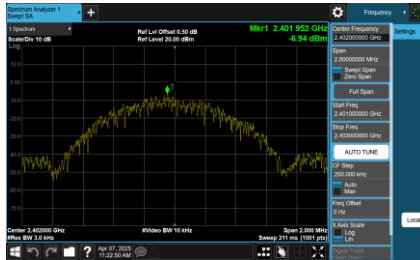 Spectrum Analyzer 1
Swept SA
+
Frequency
Settings
1 Spectrum
Scale/Div 10 dB
Log
Ref Lvl Offset 0.50 dB
Ref Level 20.00 dBm
Mkr1 2.401 952 GHz
-6.94 dBm
1
Center Frequency
2.402000000 GHz
Span
2.00000000 MHz
Swept Span
Zero Span
Full Span
Start Freq
2.401000000 GHz
Stop Freq
2.403000000 GHz
AUTO TUNE
CF Step
200.000 kHz
Auto
Man
Freq Offset
0 Hz
X Axis Scale
Log
Lin
Signal Track
Local
Center 2.402000 GHz
#Res BW 3.0 kHz
#Video BW 10 kHz
Span 2.000 MHz
Sweep 211 ms (1001 pts)
?
Apr 07, 2025
11:22:50 AM